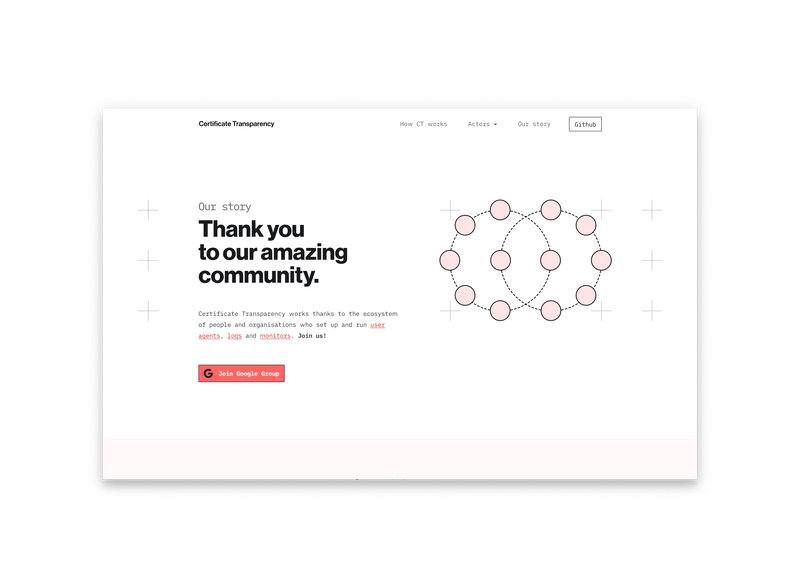 Certificate Transparency
How CT works
Actors
Our story
Github
Our story
Thank you
to our amazing
community.
Certificate Transparency works thanks to the ecosystem
of people and organisations who set up and run user
agents, logs and monitors. Join us!
G Join Google Group